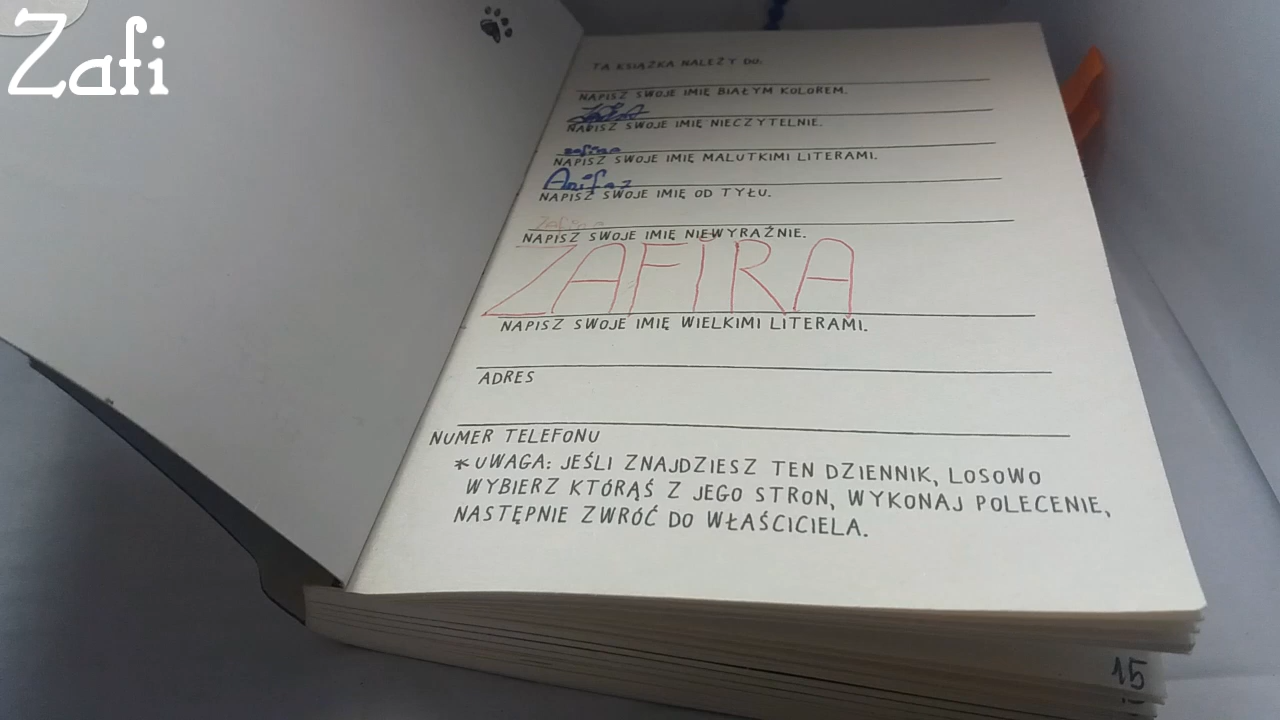 Zafi
TA KSIĄŻKA NALEŻY DO:
NAPISZ SWOJE IMIĘ BIAŁYM KOLOREM.
NAPISZ SWOJE IMIĘ NIECZYTELNIE.
zafira
NAPISZ SWOJE IMIĘ MALUTKIMI LITERAMI.
Arifaz
NAPISZ SWOJE IMIĘ OD TYŁU.
Zafira
NAPISZ SWOJE IMIĘ NIEWYRAŹNIE.
ZAFIRA
NAPISZ SWOJE IMIĘ WIELKIMI LITERAMI.
ADRES
NUMER TELEFONU
*UWAGA: JEŚLI ZNAJDZIESZ TEN DZIENNIK, LOSOWO
WYBIERZ KTÓRĄŚ Z JEGO STRON, WYKONAJ POLECENIE,
NASTĘPNIE ZWRÓĆ DO WŁAŚCICIELA.
15